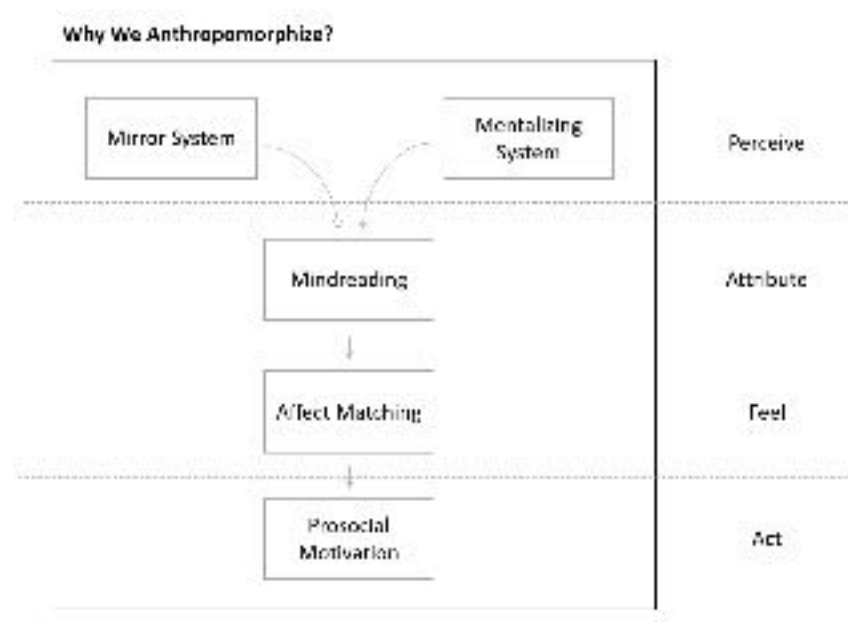 Why We Anthropomorphize?
Mirror System
Mentalizing
System
Perceive
Mindreading
Attribute
Affect Matching
Feel
Prosocial
Motivation
Act